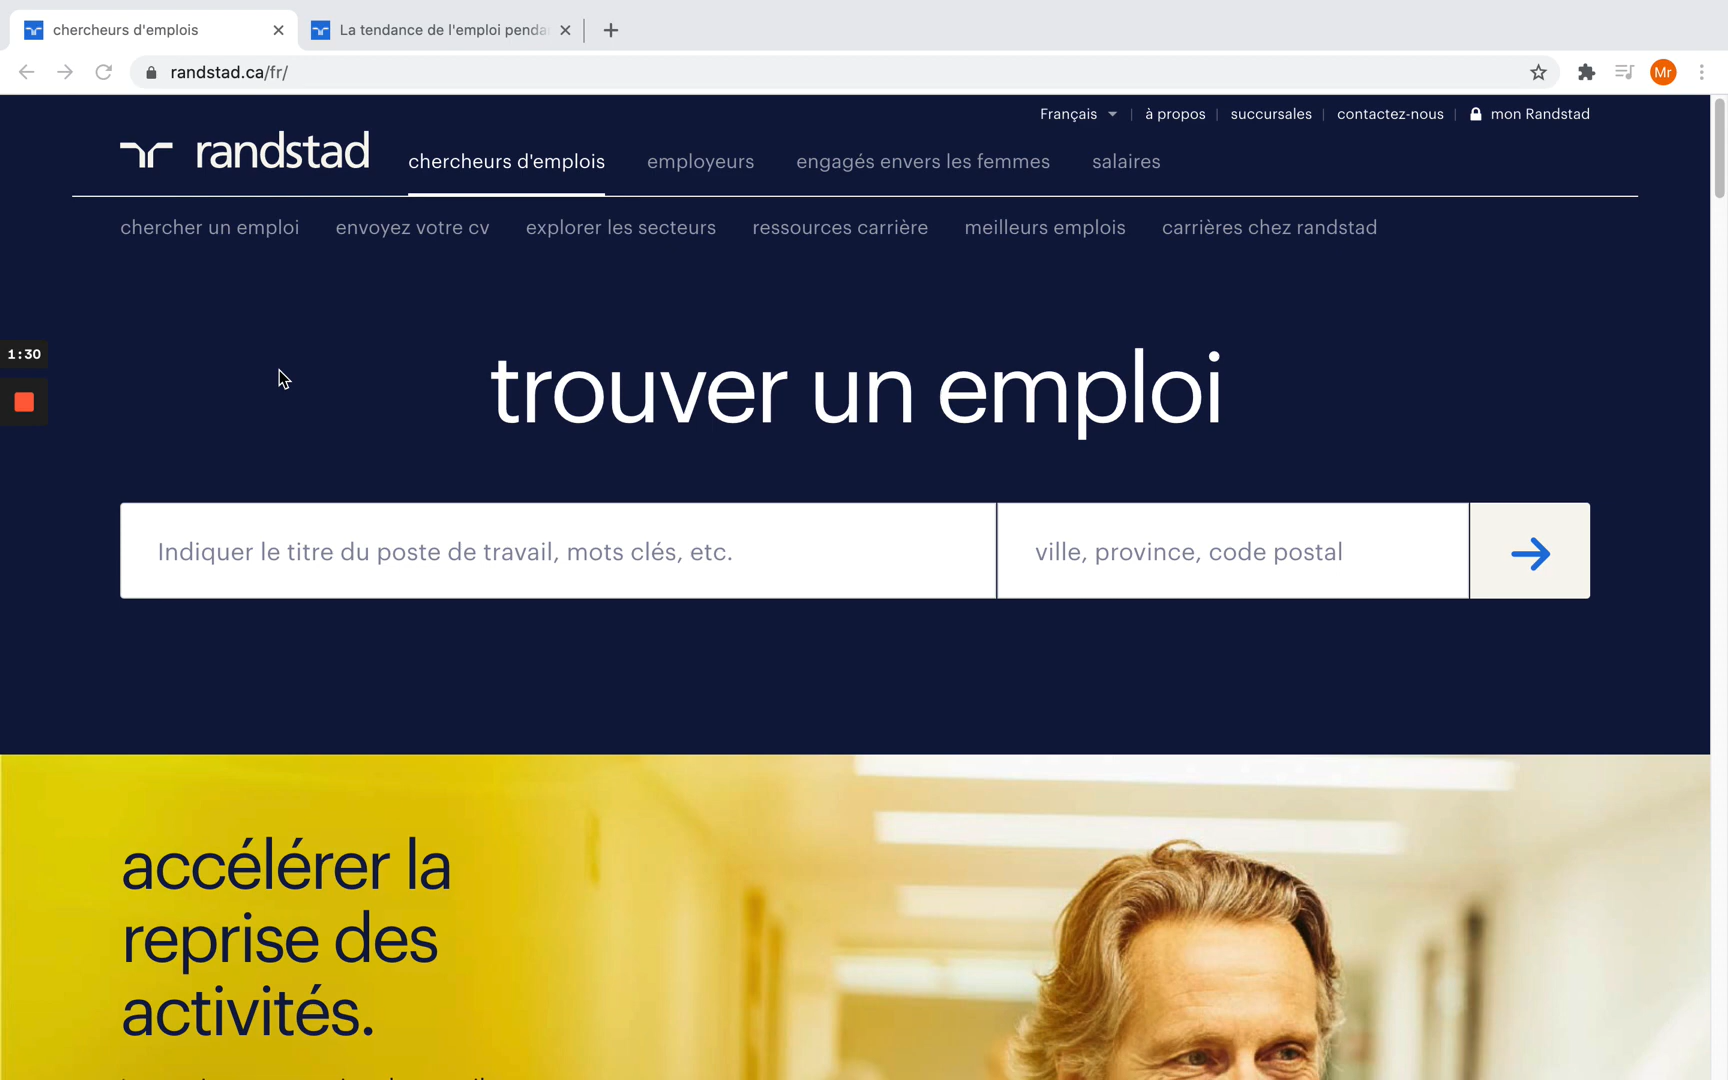 chercheurs d'emplois
La tendance de l'emploi penda
randstad.ca/fr/
Mr
Français
à propos
succursales
contactez-nous
mon Randstad
randstad
chercheurs d'emplois
employeurs
engagés envers les femmes
salaires
chercher un emploi
envoyez votre cv
explorer les secteurs
ressources carrière
meilleurs emplois
carrières chez randstad
1:30
trouver un emploi
Indiquer le titre du poste de travail, mots clés, etc.
ville, province, code postal
accélérer la
reprise des
activités.